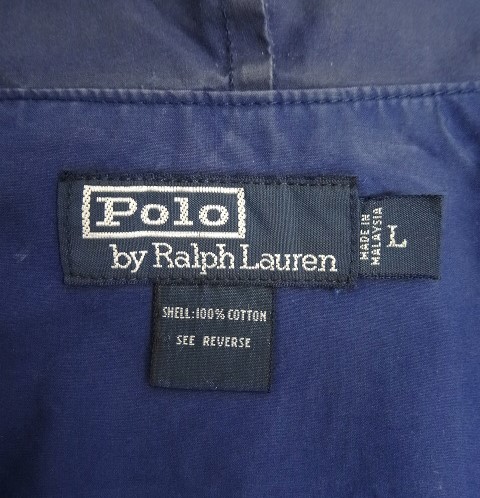 Polo
by Ralph Lauren
MADE IN
MALAYSIA
L
SHELL:100% COTTON
SEE REVERSE